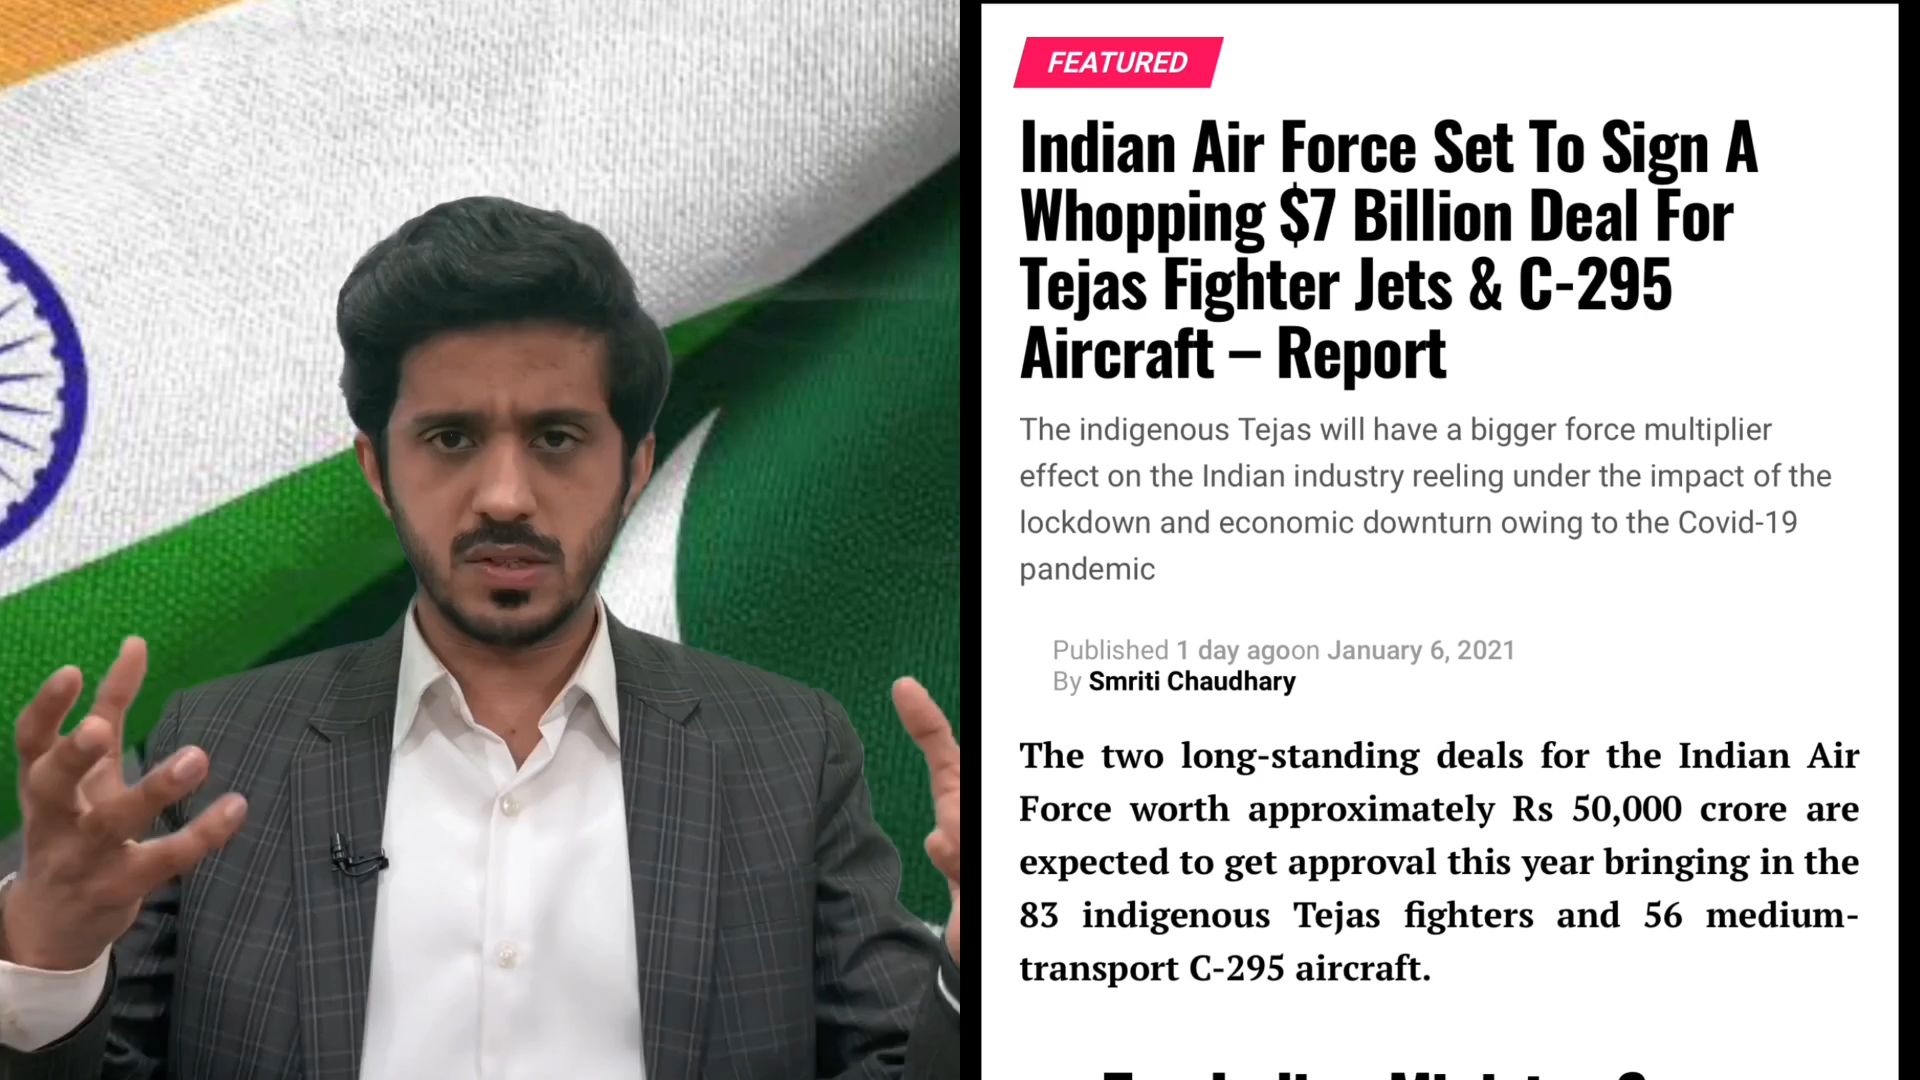 FEATURED
Indian Air Force Set To Sign A
Whopping $7 Billion Deal For
Tejas Fighter Jets & C-295
Aircraft – Report
The indigenous Tejas will have a bigger force multiplier
effect on the Indian industry reeling under the impact of the
lockdown and economic downturn owing to the Covid-19
pandemic
Published 1 day agoon January 6, 2021
By Smriti Chaudhary
The two long-standing deals for the Indian Air
Force worth approximately Rs 50,000 crore are
expected to get approval this year bringing in the
83 indigenous Tejas fighters and 56 medium-
transport C-295 aircraft.